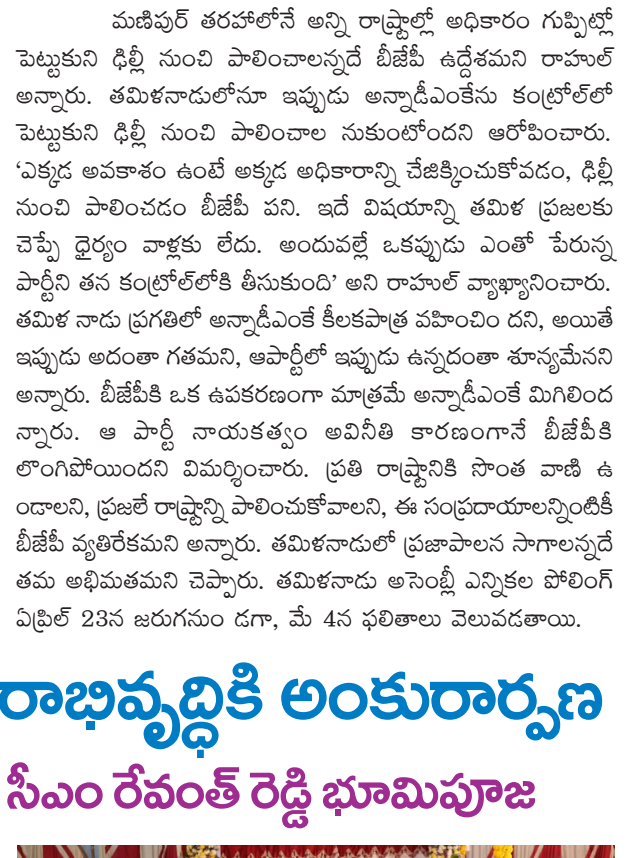 మణిపుర్ తరహాలోనే అన్ని రాష్ట్రాల్లో అధికారం గుప్పిట్లో
పెట్టుకుని ఢిల్లీ నుంచి పాలించాలన్నదే బీజేపీ ఉద్దేశమని రాహుల్
అన్నారు. తమిళనాడులోనూ ఇప్పుడు అన్నాడీఎంకేను కంట్రోల్‌లో
పెట్టుకుని ఢిల్లీ నుంచి పాలించాల నుకుంటోందని ఆరోపించారు.
‘ఎక్కడ అవకాశం ఉంటే అక్కడ అధికారాన్ని చేజిక్కించుకోవడం, ఢిల్లీ
నుంచి పాలించడం బీజేపీ పని. ఇదే విషయాన్ని తమిళ ప్రజలకు
చెప్పే ధైర్యం వాళ్లకు లేదు. అందువల్లే ఒకప్పుడు ఎంతో పేరున్న
పార్టీని తన కంట్రోల్‌లోకి తీసుకుంది’ అని రాహుల్ వ్యాఖ్యానించారు.
తమిళ నాడు ప్రగతిలో అన్నాడీఎంకే కీలకపాత్ర వహించిం దని, అయితే
ఇప్పుడు అదంతా గతమని, ఆపార్టీలో ఇప్పుడు ఉన్నదంతా శూన్యమేనని
అన్నారు. బీజేపీకి ఒక ఉపకరణంగా మాత్రమే అన్నాడీఎంకే మిగిలింద
న్నారు. ఆ పార్టీ నాయకత్వం అవినీతి కారణంగానే బీజేపీకి
లొంగిపోయిందని విమర్శించారు. ప్రతి రాష్ట్రానికి సొంత వాణి ఉ
ండాలని, ప్రజలే రాష్ట్రాన్ని పాలించుకోవాలని, ఈ సంప్రదాయాలన్నింటికీ
బీజేపీ వ్యతిరేకమని అన్నారు. తమిళనాడులో ప్రజాపాలన సాగాలన్నదే
తమ అభిమతమని చెప్పారు. తమిళనాడు అసెంబ్లీ ఎన్నికల పోలింగ్
ఏప్రిల్ 23న జరుగనుం డగా, మే 4న ఫలితాలు వెలువడతాయి.
రాభివృద్ధికి అంకురార్పణ
సీఎం రేవంత్ రెడ్డి భూమిపూజ